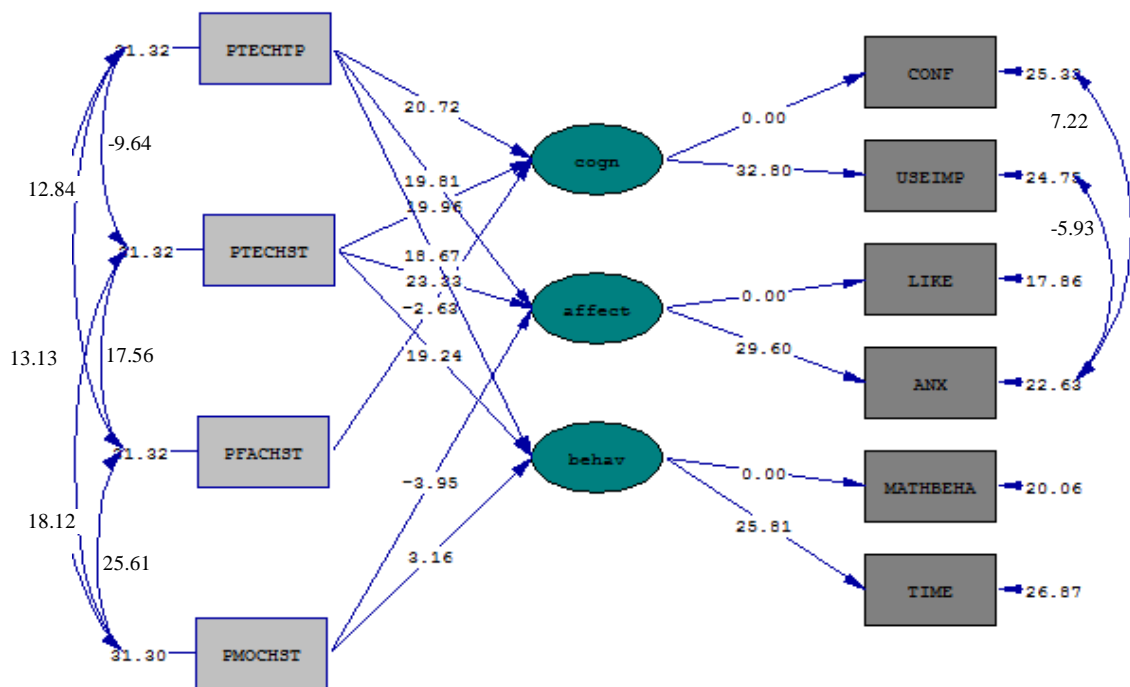 31.32
PTECHTP
CONF
25.33
20.72
0.00
7.22
-9.64
cogn
12.84
19.81
32.80
USEIMP
24.75
19.96
31.32
PTECHST
18.67
-5.93
23.33
0.00
LIKE
17.86
-2.63
affect
13.13
17.56
19.24
29.60
ANX
22.63
31.32
PFACHST
behav
-3.95
0.00
MATHBEHA
20.06
18.12
25.81
25.61
3.16
TIME
26.87
31.30
PMOCHST